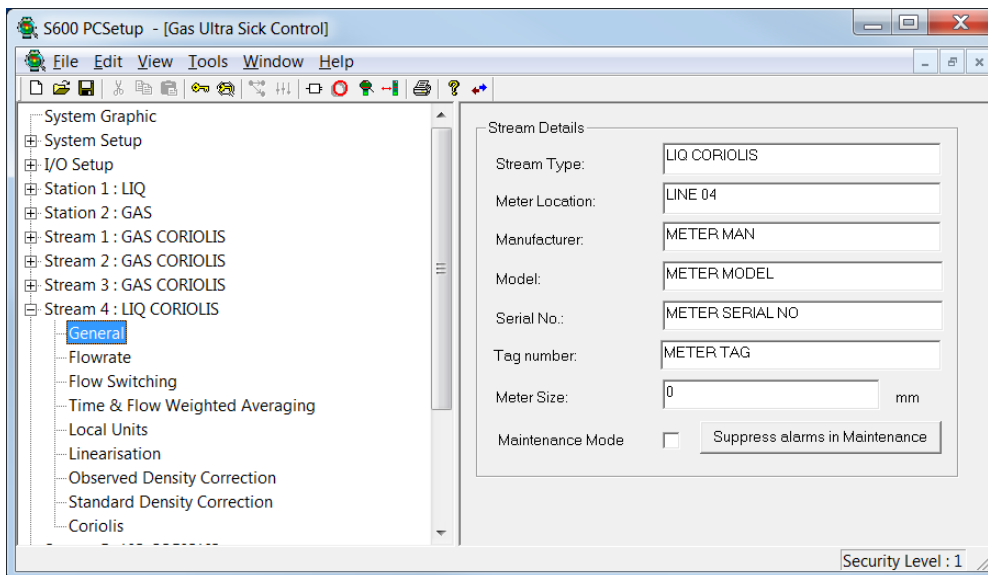 S600 PCSetup - [Gas Ultra Sick Control]
File Edit View Tools Window Help
System Graphic
System Setup
I/O Setup
Station 1 : LIQ
Station 2 : GAS
Stream 1 : GAS CORIOLIS
Stream 2 : GAS CORIOLIS
Stream 3 : GAS CORIOLIS
Stream 4 : LIQ CORIOLIS
General
Flowrate
Flow Switching
Time & Flow Weighted Averaging
Local Units
Linearisation
Observed Density Correction
Standard Density Correction
Coriolis
Stream Details
Stream Type: LIQ CORIOLIS
Meter Location: LINE 04
Manufacturer: METER MAN
Model: METER MODEL
Serial No.: METER SERIAL NO
Tag number: METER TAG
Meter Size: 0 mm
Maintenance Mode Suppress alarms in Maintenance
Security Level : 1